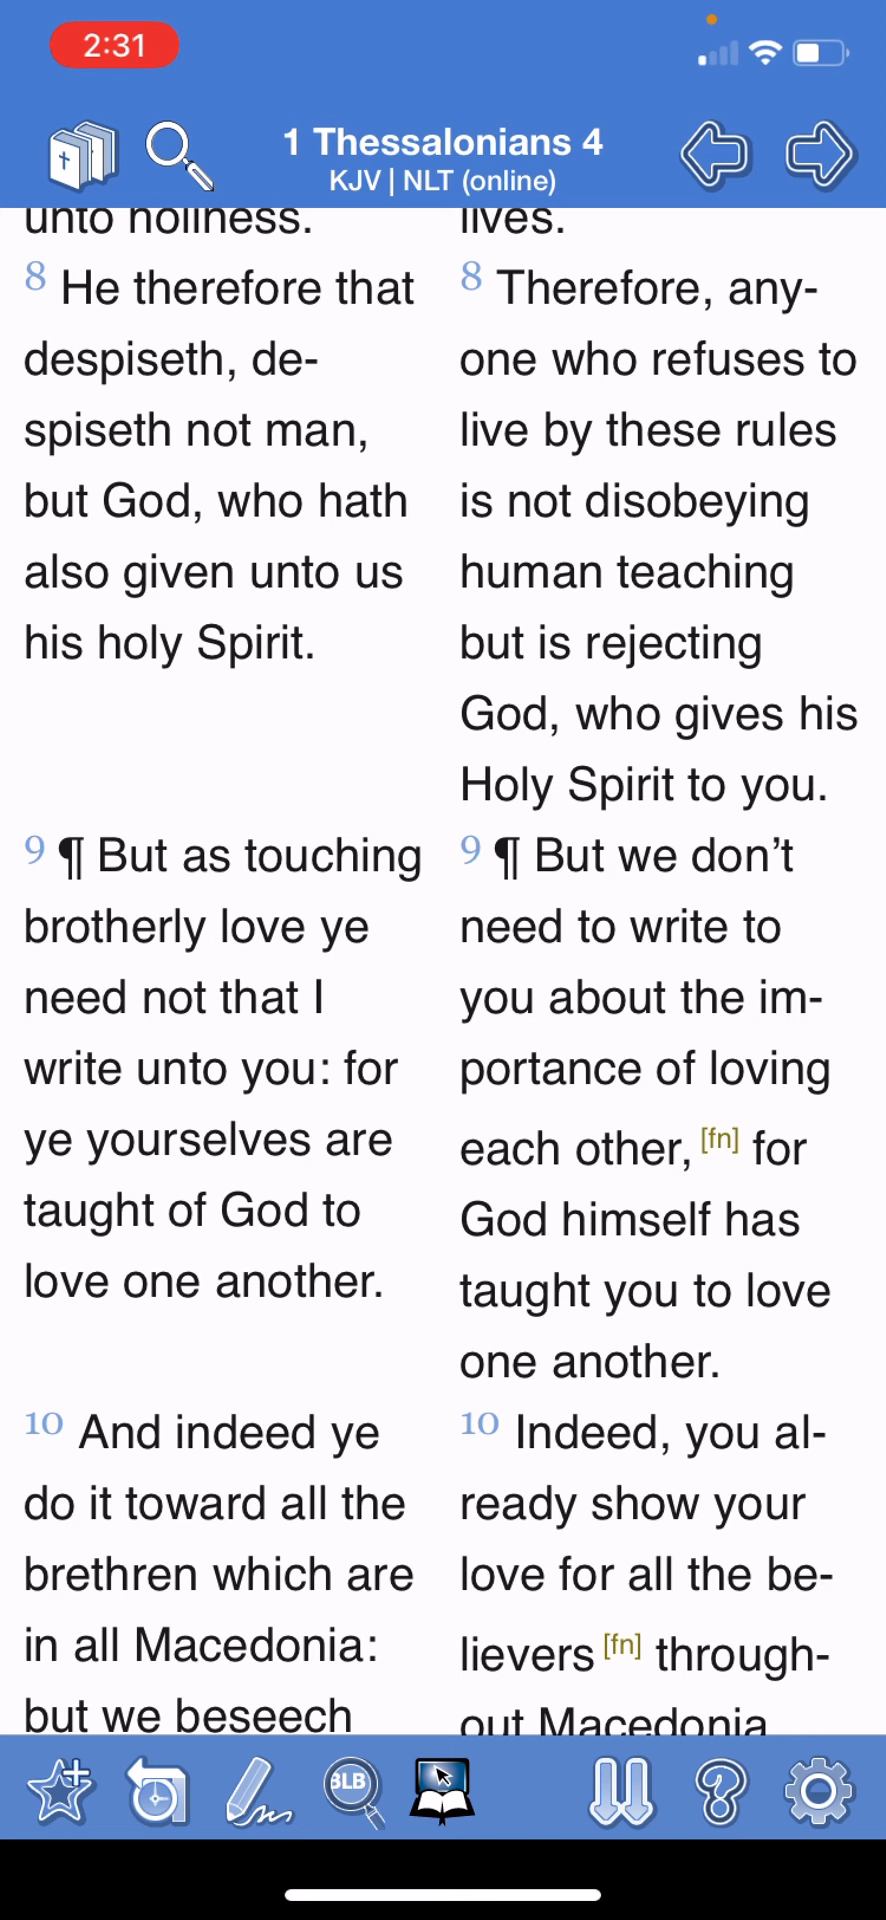 2:31
1 Thessalonians 4
KJV | NLT (online)
unto holiness.
8 He therefore that
despiseth, de-
spiseth not man,
but God, who hath
also given unto us
his holy Spirit.
9 ¶ But as touching
brotherly love ye
need not that I
write unto you: for
ye yourselves are
taught of God to
love one another.
10 And indeed ye
do it toward all the
brethren which are
in all Macedonia:
but we beseech
lives.
8 Therefore, any-
one who refuses to
live by these rules
is not disobeying
human teaching
but is rejecting
God, who gives his
Holy Spirit to you.
9 ¶ But we don’t
need to write to
you about the im-
portance of loving
each other, [fn] for
God himself has
taught you to love
one another.
10 Indeed, you al-
ready show your
love for all the be-
lievers [fn] through-
out Macedonia
BLB